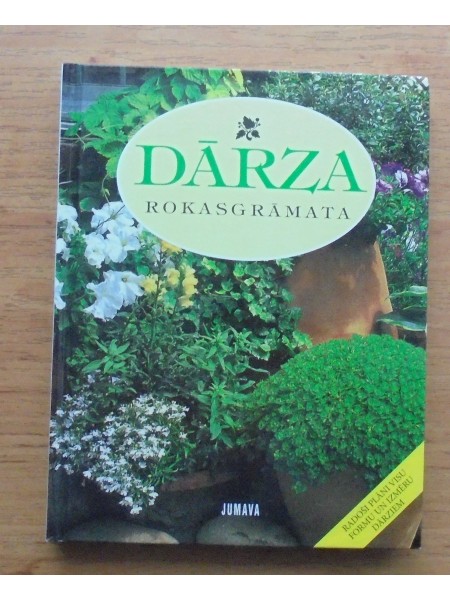 DĀRZA
ROKASGRĀMATA
RADOŠI PLĀNI VISU
FORMU UN IZMĒRU
DĀRZIEM
JUMAVA